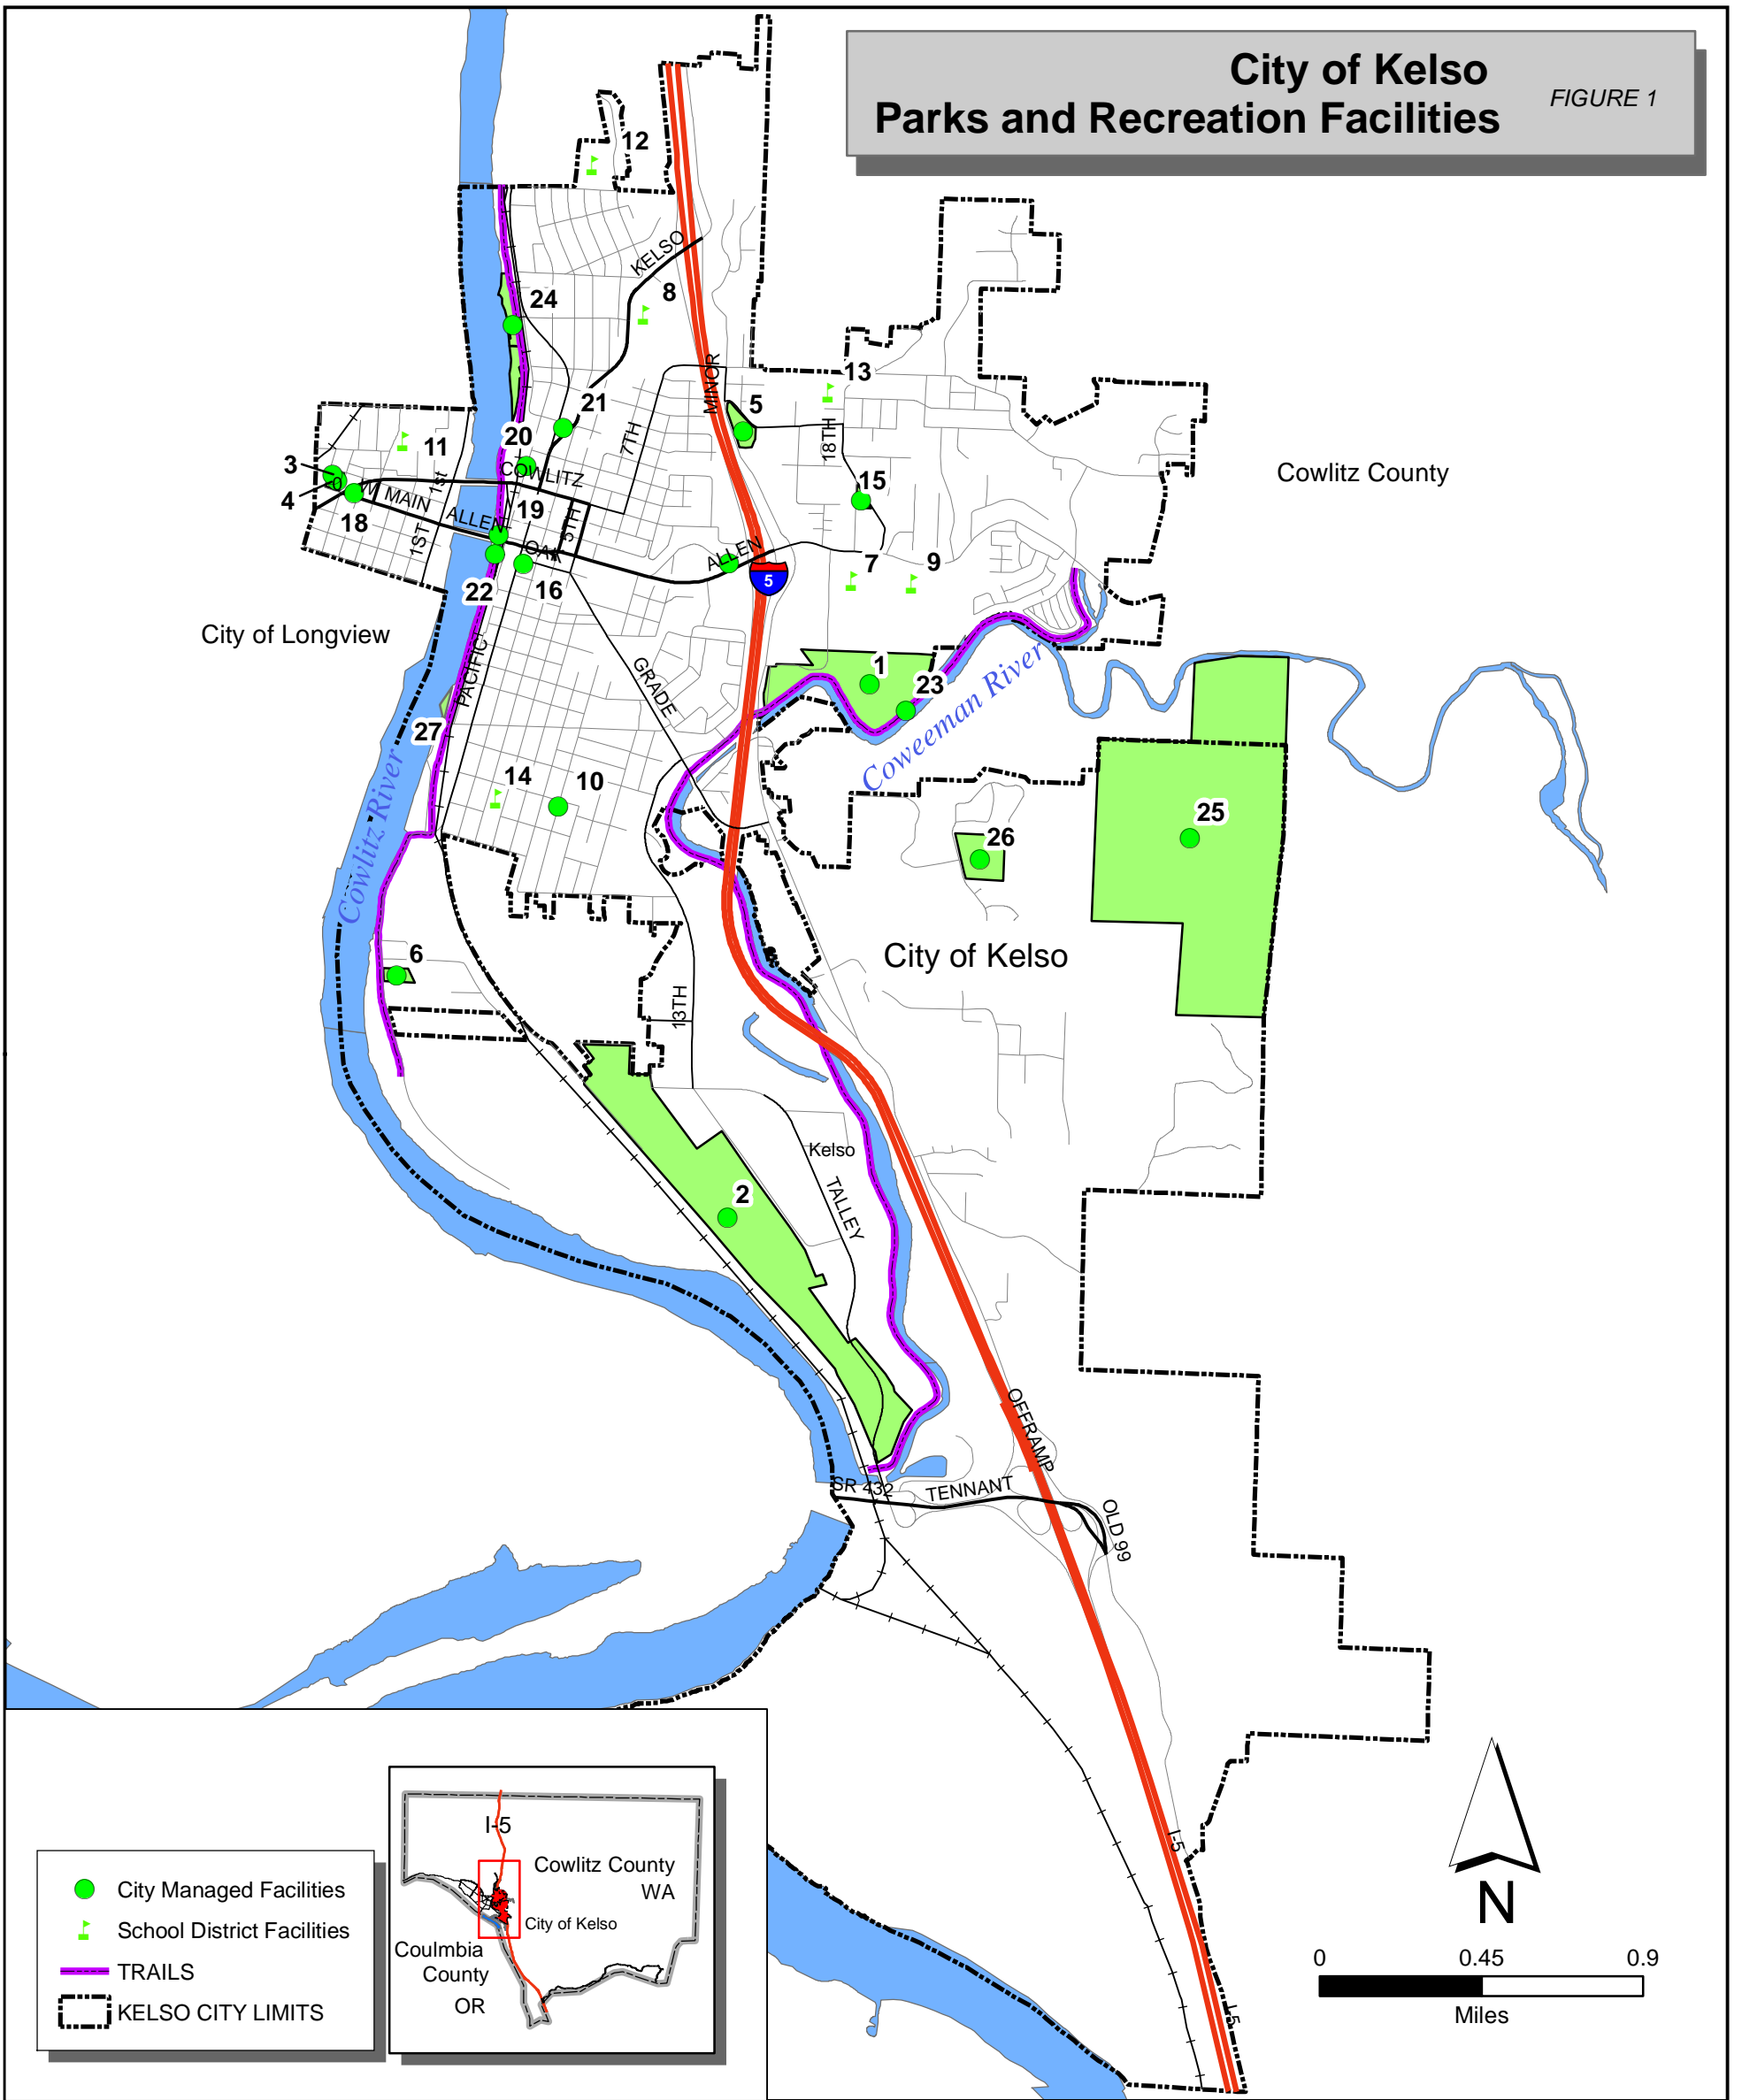 City of Kelso
Parks and Recreation Facilities
FIGURE 1
12
KELSO
8
24
MINOR
13
5
21
7TH
18TH
20
11
3
COWLITZ
Cowlitz County
1st
15
4
W MAIN
19
18
ALLEN
5TH
1ST
OAK
ALLEN
7
9
5
22
16
City of Longview
PACIFIC
GRADE
1
23
Coweeman River
27
Cowlitz River
14
10
25
26
6
City of Kelso
13TH
Kelso
2
TALLEY
OFFRAMP
SR 432
TENNANT
OLD 99
I-5
I-5
N
0
0.45
0.9
Miles
I-5
Cowlitz County
WA
City of Kelso
Coulmbia
County
OR
City Managed Facilities
School District Facilities
TRAILS
KELSO CITY LIMITS